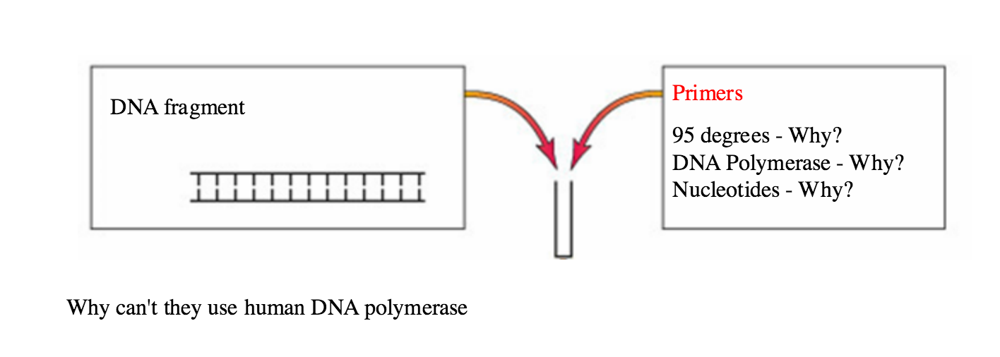 DNA fragment
Primers
95 degrees - Why?
DNA Polymerase - Why?
Nucleotides - Why?
Why can't they use human DNA polymerase